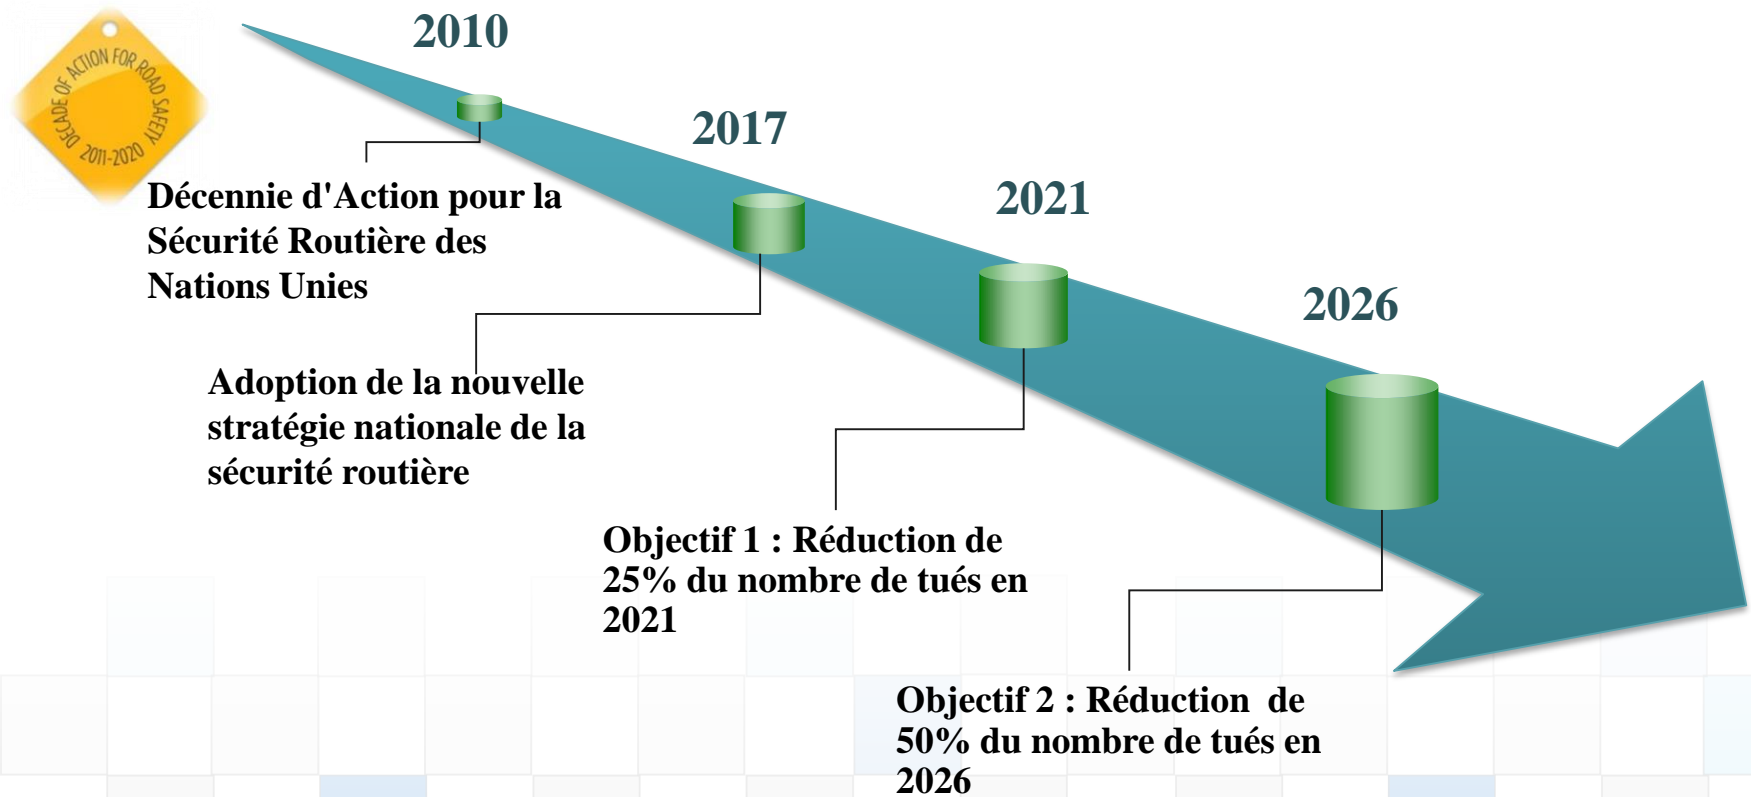 DECADE OF ACTION FOR ROAD SAFETY
2011-2020
2010
Décennie d'Action pour la
Sécurité Routière des
Nations Unies
2017
Adoption de la nouvelle
stratégie nationale de la
sécurité routière
2021
Objectif 1 : Réduction de
25% du nombre de tués en
2021
2026
Objectif 2 : Réduction de
50% du nombre de tués en
2026